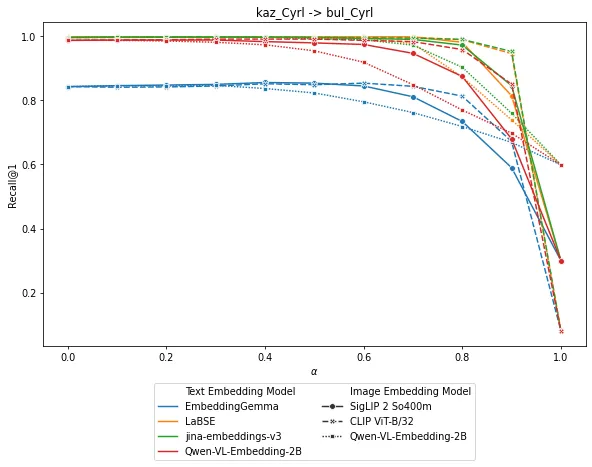 kaz_Cyrl -> bul_Cyrl
1.0
0.8
0.6
0.4
0.2
Recall@1
0.0 0.2 0.4 0.6 0.8 1.0
α
Text Embedding Model Image Embedding Model
EmbeddingGemma SigLIP 2 So400m
LaBSE CLIP ViT-B/32
jina-embeddings-v3 Qwen-VL-Embedding-2B
Qwen-VL-Embedding-2B